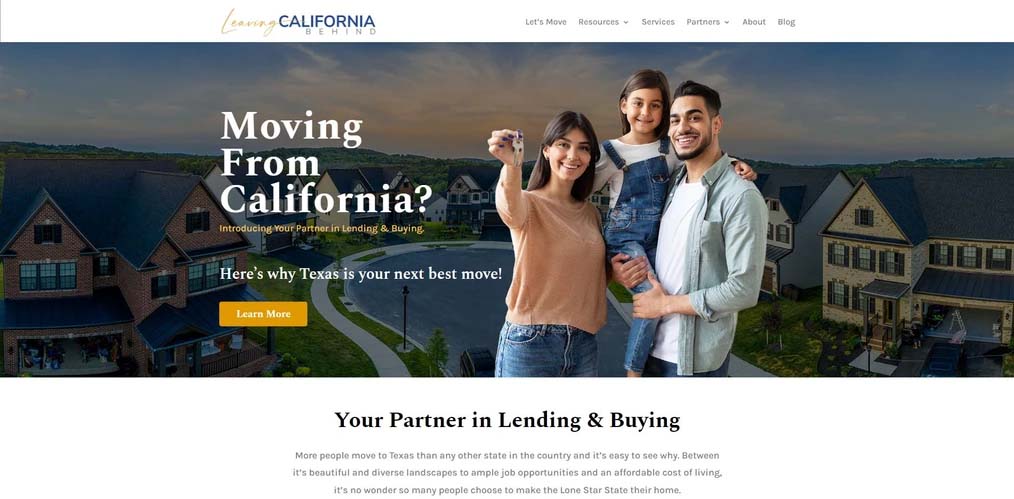 Leaving CALIFORNIA
BEHIND
Let's Move Resources Services Partners About Blog
Moving
From
California?
Introducing Your Partner in Lending & Buying.
Here's why Texas is your next best move!
Learn More
Your Partner in Lending & Buying
More people move to Texas than any other state in the country and it's easy to see why. Between
it's beautiful and diverse landscapes to ample job opportunities and an affordable cost of living,
it's no wonder so many people choose to make the Lone Star State their home.